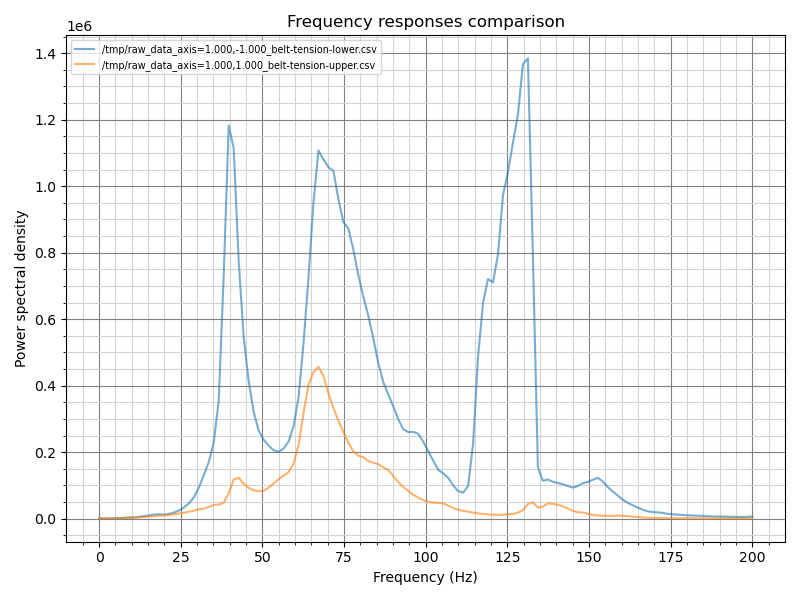 Frequency responses comparison
1e6
/tmp/raw_data_axis=1.000,-1.000_belt-tension-lower.csv
/tmp/raw_data_axis=1.000,1.000_belt-tension-upper.csv
1.4
1.2
1.0
0.8
0.6
0.4
0.2
0.0
Power spectral density
0 25 50 75 100 125 150 175 200
Frequency (Hz)